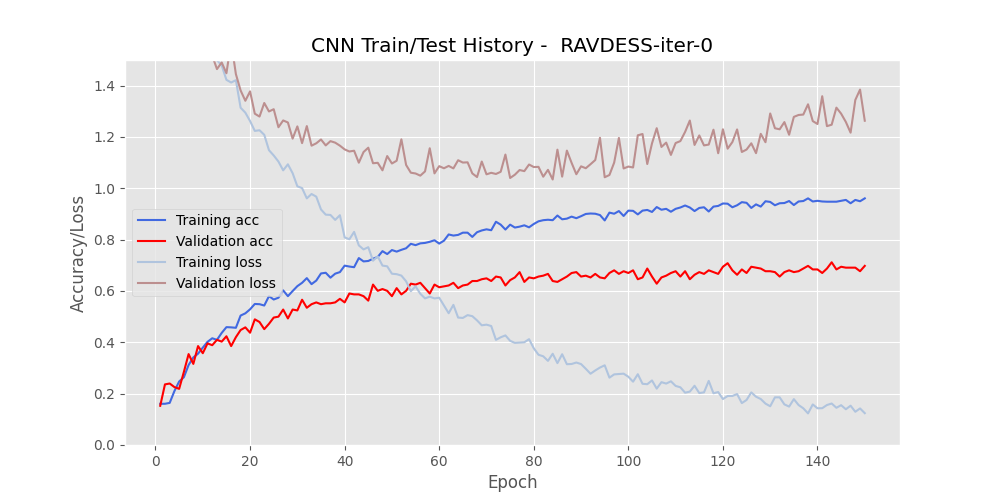 CNN Train/Test History -  RAVDESS-iter-0
1.4
1.2
1.0
0.8
0.6
0.4
0.2
0.0
Accuracy/Loss
Training acc
Validation acc
Training loss
Validation loss
0 20 40 60 80 100 120 140
Epoch